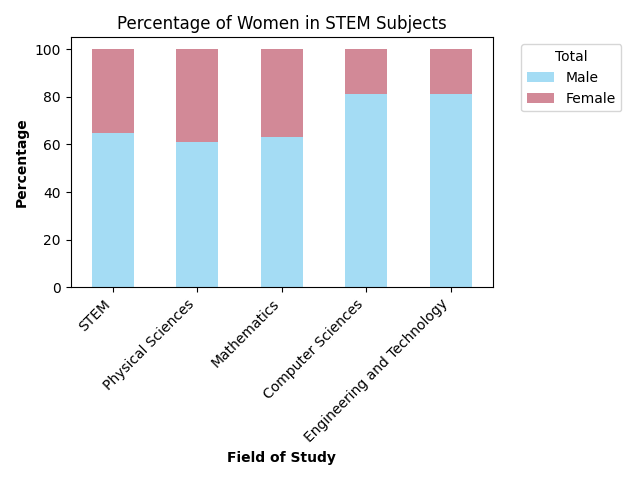 Percentage of Women in STEM Subjects
Total
Male
Female
Percentage
100
80
60
40
20
0
STEM
Physical Sciences
Mathematics
Computer Sciences
Engineering and Technology
Field of Study